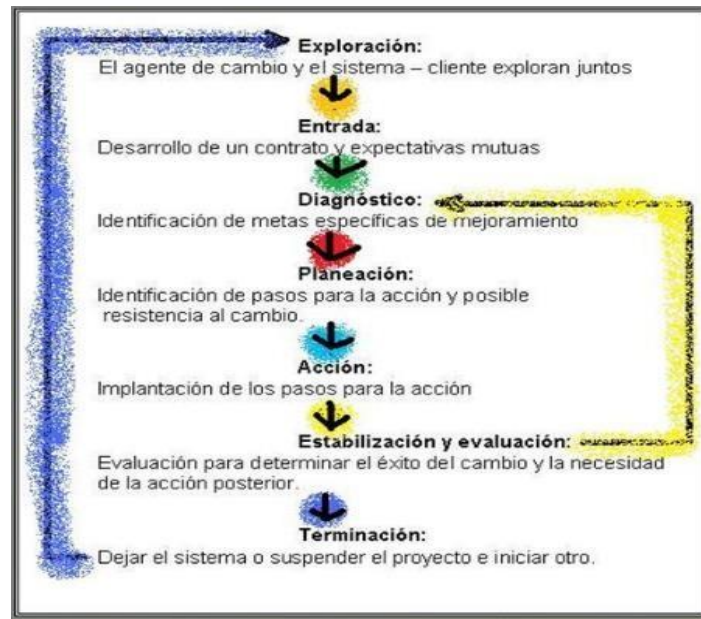 Exploración:
El agente de cambio y el sistema – cliente exploran juntos
Entrada:
Desarrollo de un contrato y expectativas mutuas
Diagnóstico:
Identificación de metas específicas de mejoramiento
Planeación:
Identificación de pasos para la acción y posible
resistencia al cambio.
Acción:
Implantación de los pasos para la acción
Estabilización y evaluación:
Evaluación para determinar el éxito del cambio y la necesidad
de la acción posterior.
Terminación:
Dejar el sistema o suspender el proyecto e iniciar otro.